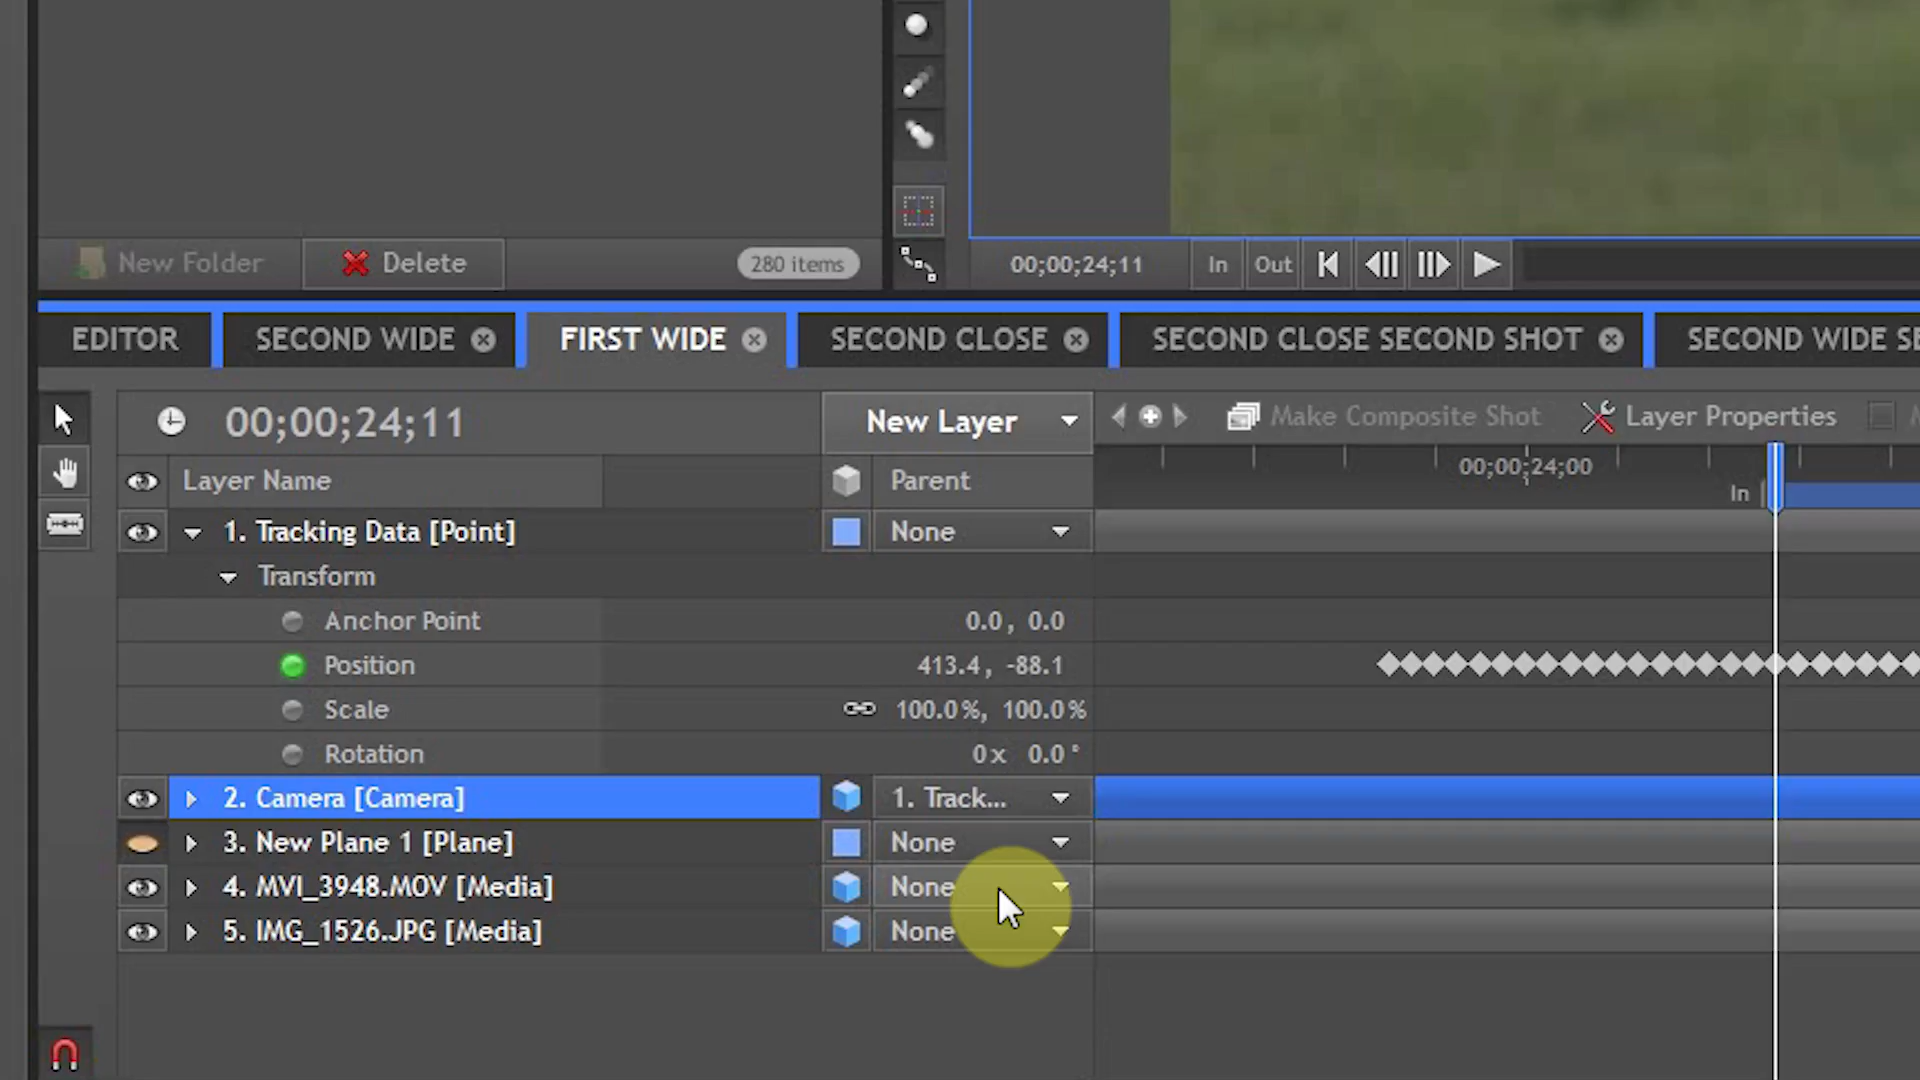 New Folder
Delete
280 items
00;00;24;11
In
Out
EDITOR
SECOND WIDE
FIRST WIDE
SECOND CLOSE
SECOND CLOSE SECOND SHOT
SECOND WIDE SE
00;00;24;11
New Layer
Make Composite Shot
Layer Properties
Layer Name
Parent
00;00;24;00
In
1. Tracking Data [Point]
None
Transform
Anchor Point
0.0, 0.0
Position
413.4, -88.1
Scale
100.0%, 100.0%
Rotation
0x 0.0°
2. Camera [Camera]
1. Track...
3. New Plane 1 [Plane]
None
4. MVI_3948.MOV [Media]
None
5. IMG_1526.JPG [Media]
None